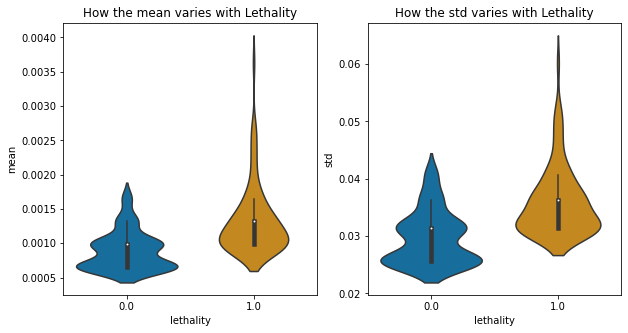 How the mean varies with Lethality
0.0040
0.0035
0.0030
0.0025
0.0020
0.0015
0.0010
0.0005
mean
0.0
1.0
lethality
How the std varies with Lethality
0.06
0.05
0.04
0.03
0.02
std
0.0
1.0
lethality